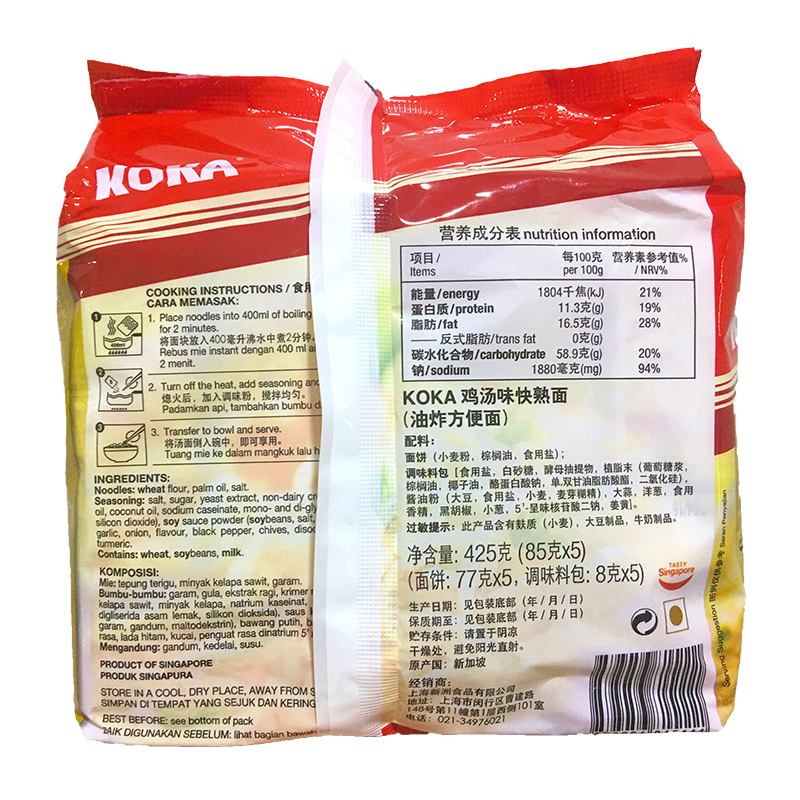 KOKA
COOKING INSTRUCTIONS / 食用
CARA MEMASAK:
1
400ml
1. Place noodles into 400ml of boiling
for 2 minutes.
将面块放入400毫升沸水中煮2分钟
Rebus mie instant dengan 400 ml ai
2 menit.
2
2. Turn off the heat, add seasoning and
熄火后，加入调味粉，搅拌均匀。
Padamkan api, tambahkan bumbu d
3
3. Transfer to bowl and serve.
将汤面倒入碗中，即可享用。
Tuang mie ke dalam mangkuk lalu h
INGREDIENTS:
Noodles: wheat flour, palm oil, salt.
Seasoning: salt, sugar, yeast extract, non-dairy cr
oil, coconut oil, sodium caseinate, mono- and di-gly
silicon dioxide), soy sauce powder (soybeans, salt,
garlic, onion, flavour, black pepper, chives, disod
turmeric.
Contains: wheat, soybeans, milk.
KOMPOSISI:
Mie: tepung terigu, minyak kelapa sawit, garam.
Bumbu-bumbu: garam, gula, ekstrak ragi, krimer
kelapa sawit, minyak kelapa, natrium kaseinat,
digliserida asam lemak, silikon dioksida), saus
garam, gandum, maltodekstrin), bawang putih, b
rasa, lada hitam, kucai, penguat rasa dinatrium 5'
Mengandung: gandum, kedelai, susu.
PRODUCT OF SINGAPORE
PRODUK SINGAPURA
STORE IN A COOL, DRY PLACE, AWAY FROM S
SIMPAN DI TEMPAT YANG SEJUK DAN KERING
BEST BEFORE: see bottom of pack
BAIK DIGUNAKAN SEBELUM: lihat bagian bawah
营养成分表 nutrition information
项目/ Items 每100克 per 100g 营养素参考值% / NRV%
能量/energy 1804千焦(kJ) 21%
蛋白质/protein 11.3克(g) 19%
脂肪/fat 16.5克(g) 28%
—— 反式脂肪/trans fat 0克(g)
碳水化合物/carbohydrate 58.9克(g) 20%
钠/sodium 1880毫克(mg) 94%
KOKA 鸡汤味快熟面
(油炸方便面)
配料:
面饼 (小麦粉, 棕榈油, 食用盐);
调味料包 [食用盐, 白砂糖, 酵母抽提物, 植脂末 (葡萄糖浆,
棕榈油, 椰子油, 酪蛋白酸钠, 单,双甘油脂肪酸酯, 二氧化硅),
酱油粉 (大豆, 食用盐, 小麦, 麦芽糊精), 大蒜, 洋葱, 食用
香精, 黑胡椒, 小葱, 5'-呈味核苷酸二钠, 姜黄]。
过敏提示: 此产品含有麸质 (小麦), 大豆制品, 牛奶制品。
净含量: 425克 (85克x5)
(面饼: 77克x5, 调味料包: 8克x5)
TASTY
Singapore
生产日期: 见包装底部 (年/月/日)
保质期至: 见包装底部 (年/月/日)
贮存条件: 请置于阴凉
干燥处, 避免阳光直射。
原产国: 新加坡
经销商:
上海新洲食品有限公司
地址: 上海市闵行区曹建路
148号第11幢第1层西侧101室
电话: 021-34976021
Serving Suggestion 图例仅供参考 Saran Penyajian
KO